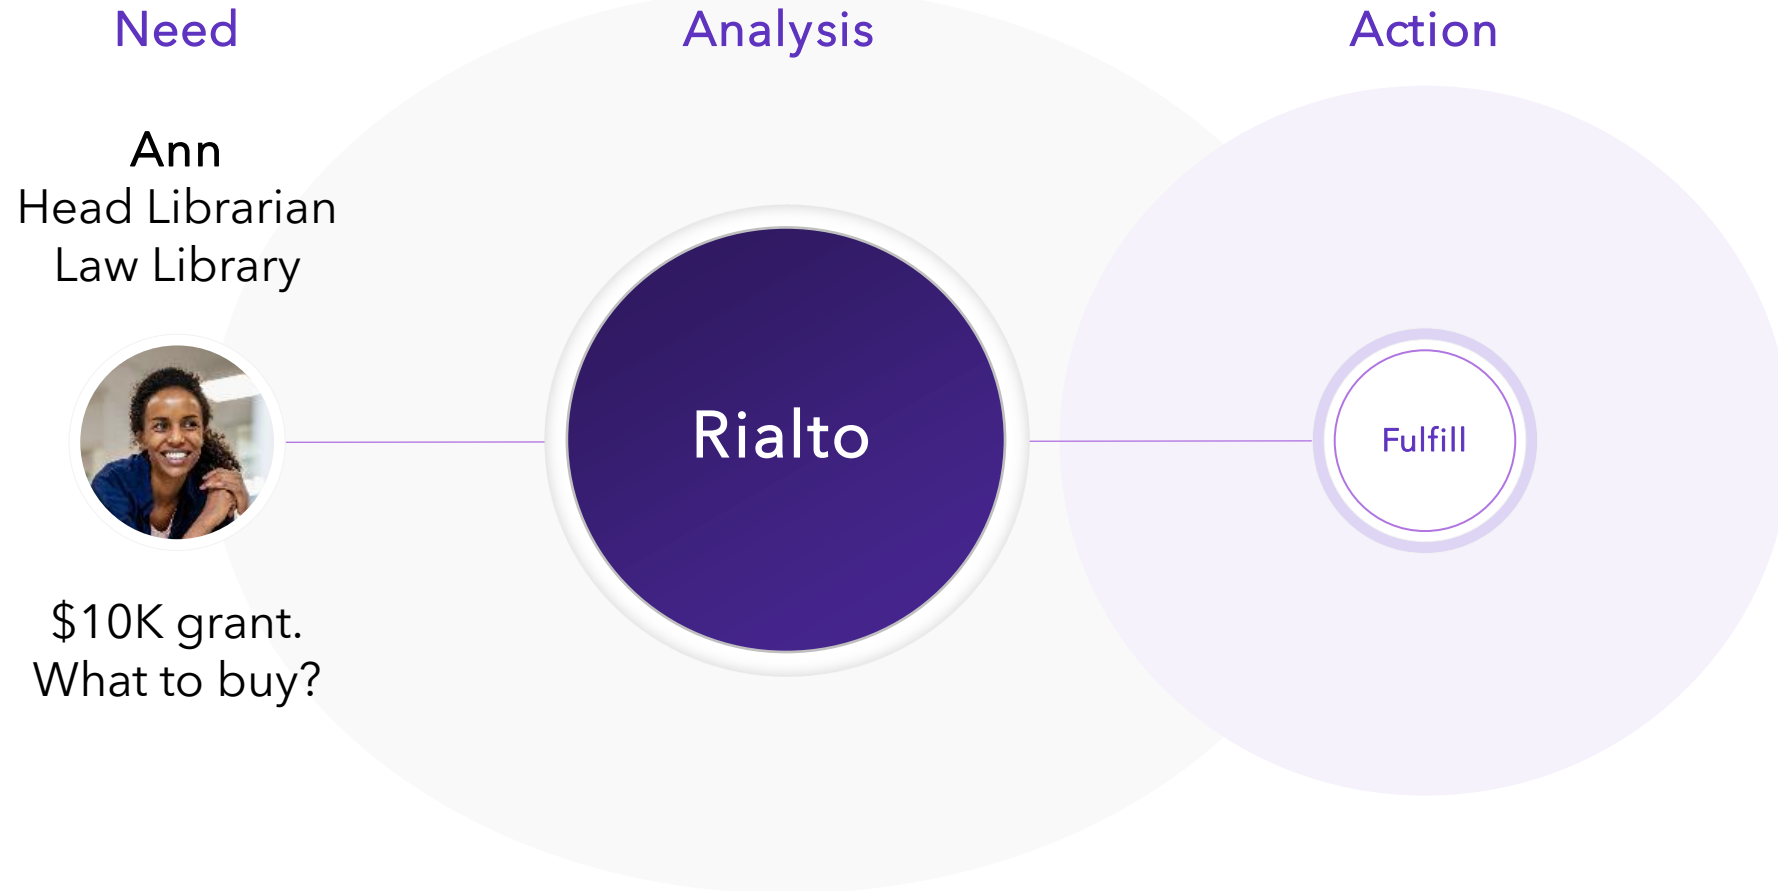 Need
Analysis
Action
Ann
Head Librarian
Law Library
Rialto
Fulfill
$10K grant.
What to buy?